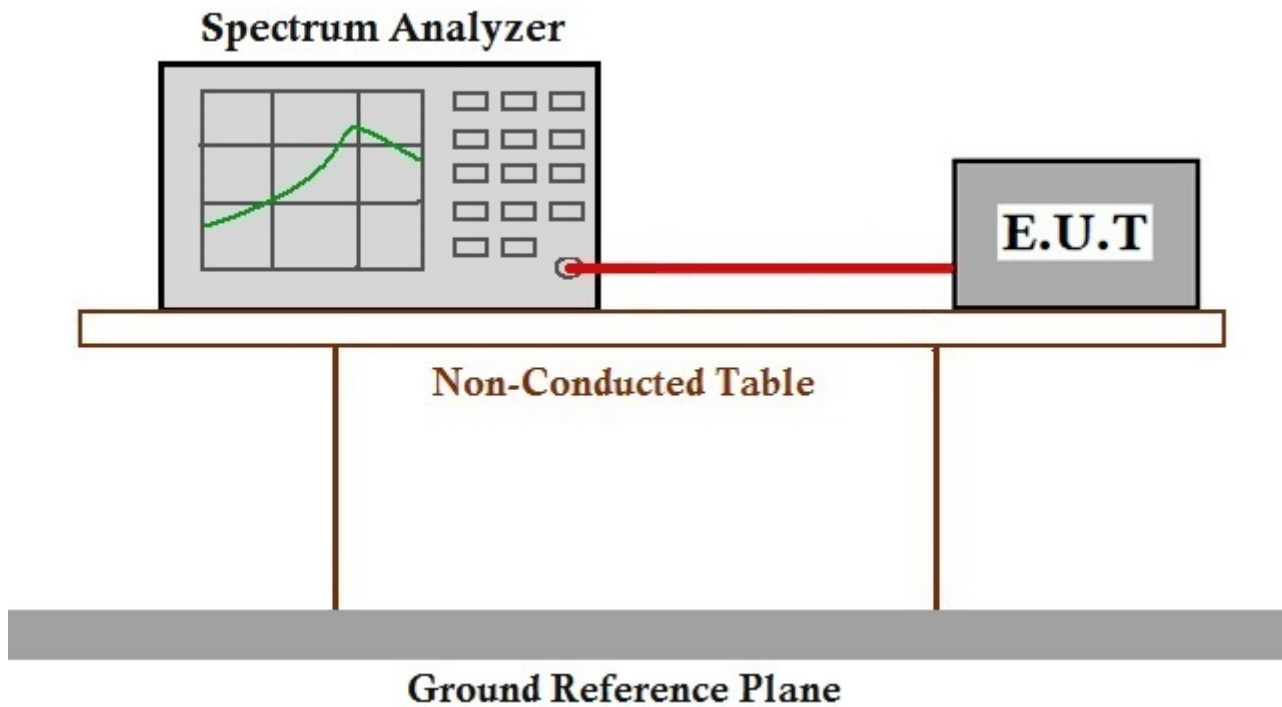 Spectrum Analyzer
E.U.T
Non-Conducted Table
Ground Reference Plane